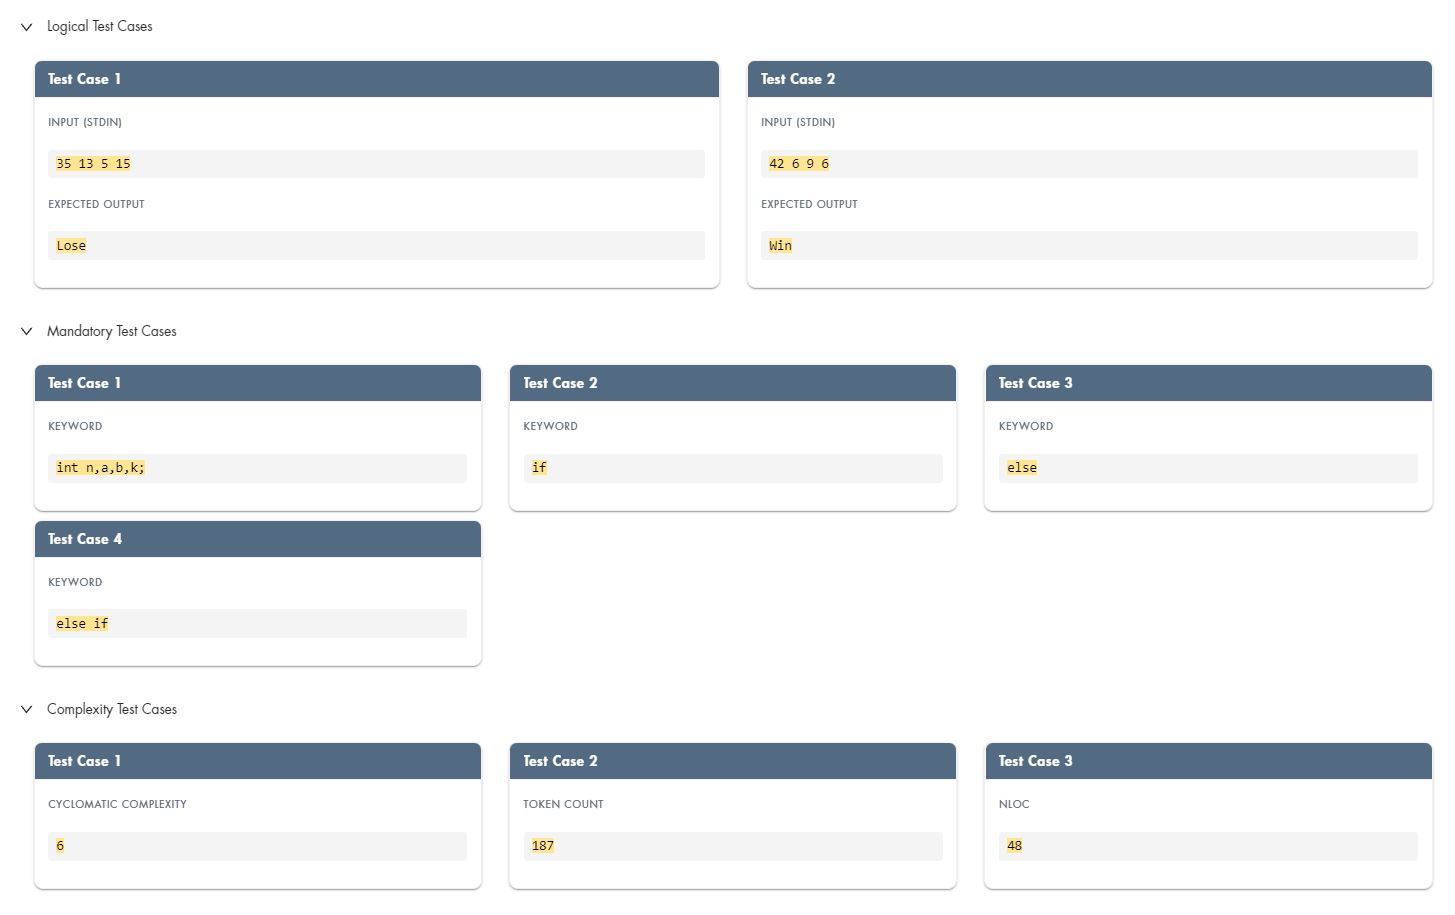 Logical Test Cases
Test Case 1
INPUT (STDIN)
35 13 5 15
EXPECTED OUTPUT
Lose
Test Case 2
INPUT (STDIN)
42 6 9 6
EXPECTED OUTPUT
Win
Mandatory Test Cases
Test Case 1
KEYWORD
int n,a,b,k;
Test Case 2
KEYWORD
if
Test Case 3
KEYWORD
else
Test Case 4
KEYWORD
else if
Complexity Test Cases
Test Case 1
CYCLOMATIC COMPLEXITY
6
Test Case 2
TOKEN COUNT
187
Test Case 3
NLOC
48